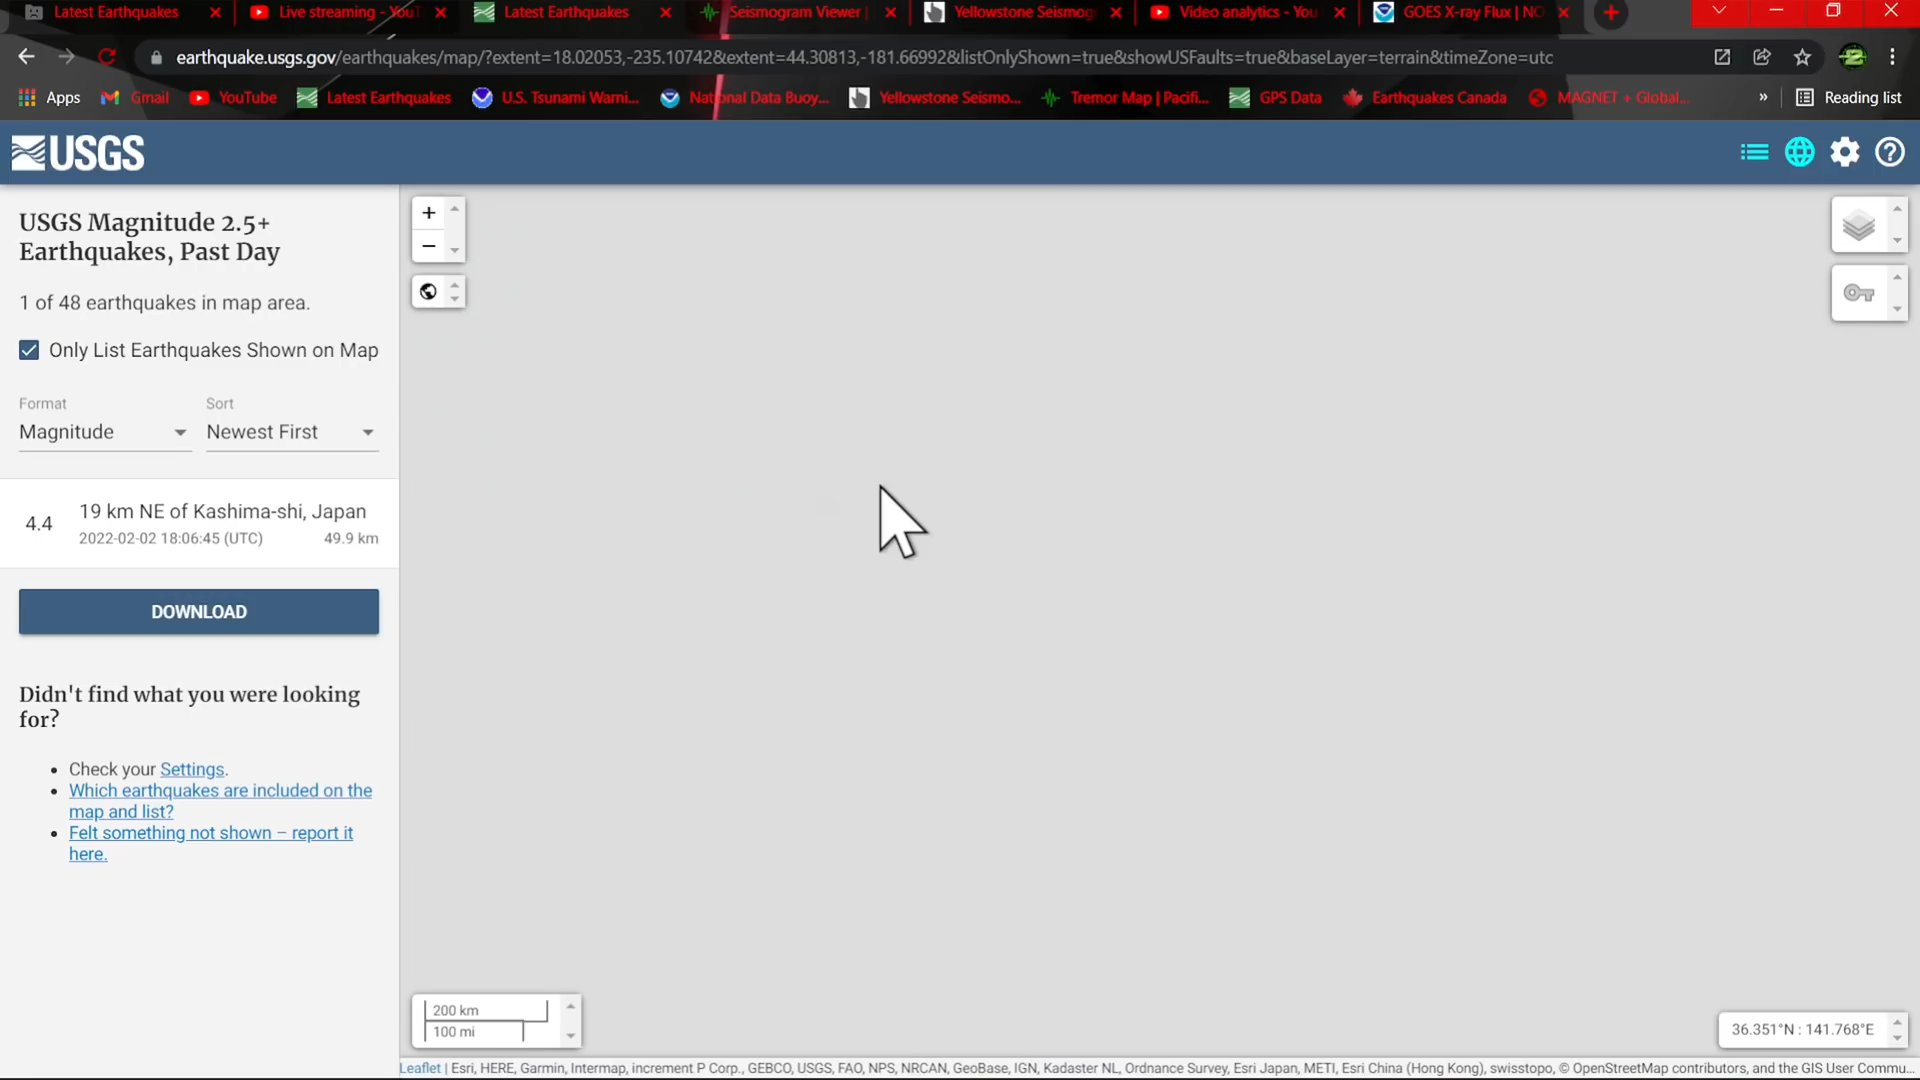 Latest Earthquakes
Live streaming - YouT
Latest Earthquakes
Seismogram Viewer |
Yellowstone Seismog
Video analytics - You
GOES X-ray Flux | NO
earthquake.usgs.gov/earthquakes/map/?extent=18.02053,-235.10742&extent=44.30813,-181.66992&listOnlyShown=true&showUSFaults=true&baseLayer=terrain&timeZone=utc
Apps
Gmail
YouTube
Latest Earthquakes
U.S. Tsunami Warni...
National Data Buoy...
Yellowstone Seismo...
Tremor Map | Pacifi...
GPS Data
Earthquakes Canada
MAGNET + Global...
»
Reading list
USGS
USGS Magnitude 2.5+
Earthquakes, Past Day
1 of 48 earthquakes in map area.
Only List Earthquakes Shown on Map
Format
Sort
Magnitude
Newest First
4.4
19 km NE of Kashima-shi, Japan
2022-02-02 18:06:45 (UTC)
49.9 km
DOWNLOAD
Didn't find what you were looking
for?
• Check your Settings.
• Which earthquakes are included on the
map and list?
• Felt something not shown – report it
here.
+
−
200 km
100 mi
36.351°N : 141.768°E
Leaflet | Esri, HERE, Garmin, Intermap, increment P Corp., GEBCO, USGS, FAO, NPS, NRCAN, GeoBase, IGN, Kadaster NL, Ordnance Survey, Esri Japan, METI, Esri China (Hong Kong), swisstopo, © OpenStreetMap contributors, and the GIS User Commu...